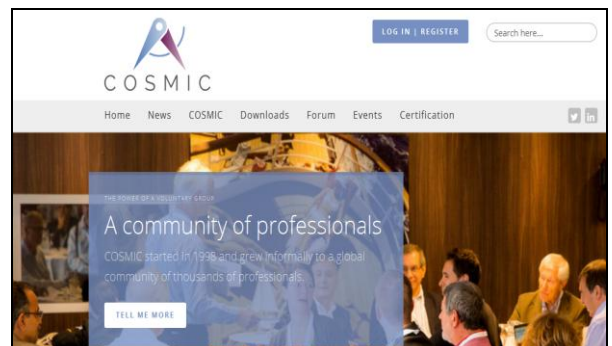 LOG IN | REGISTER
Search here...
COSMIC
Home News COSMIC Downloads Forum Events Certification
THE POWER OF A VOLUNTARY GROUP
A community of professionals
COSMIC started in 1998 and grew informally to a global
community of thousands of professionals.
TELL ME MORE